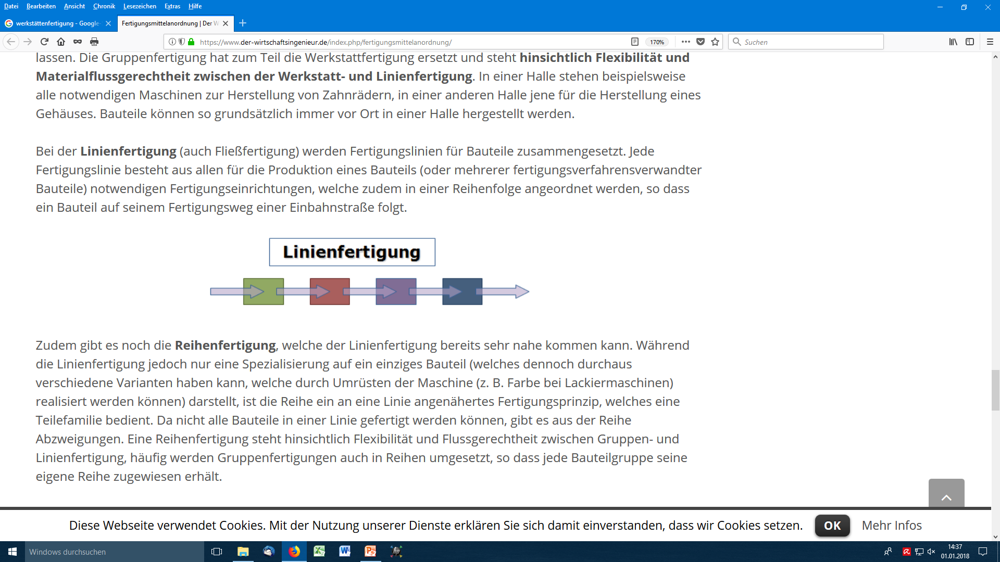 Datei Bearbeiten Ansicht Chronik Lesezeichen Extras Hilfe
werkstättenfertigung - Google
Fertigungsmittelanordnung | Der W
https://www.der-wirtschaftsingenieur.de/index.php/fertigungsmittelanordnung/
170%
Suchen
lassen. Die Gruppenfertigung hat zum Teil die Werkstattfertigung ersetzt und steht hinsichtlich Flexibilität und
Materialflussgerechtheit zwischen der Werkstatt- und Linienfertigung. In einer Halle stehen beispielsweise
alle notwendigen Maschinen zur Herstellung von Zahnrädern, in einer anderen Halle jene für die Herstellung eines
Gehäuses. Bauteile können so grundsätzlich immer vor Ort in einer Halle hergestellt werden.
Bei der Linienfertigung (auch Fließfertigung) werden Fertigungslinien für Bauteile zusammengesetzt. Jede
Fertigungslinie besteht aus allen für die Produktion eines Bauteils (oder mehrerer fertigungsverfahrensverwandter
Bauteile) notwendigen Fertigungseinrichtungen, welche zudem in einer Reihenfolge angeordnet werden, so dass
ein Bauteil auf seinem Fertigungsweg einer Einbahnstraße folgt.
Linienfertigung
Zudem gibt es noch die Reihenfertigung, welche der Linienfertigung bereits sehr nahe kommen kann. Während
die Linienfertigung jedoch nur eine Spezialisierung auf ein einziges Bauteil (welches dennoch durchaus
verschiedene Varianten haben kann, welche durch Umrüsten der Maschine (z. B. Farbe bei Lackiermaschinen)
realisiert werden können) darstellt, ist die Reihe ein an eine Linie angenähertes Fertigungsprinzip, welches eine
Teilefamilie bedient. Da nicht alle Bauteile in einer Linie gefertigt werden können, gibt es aus der Reihe
Abzweigungen. Eine Reihenfertigung steht hinsichtlich Flexibilität und Flussgerechtheit zwischen Gruppen- und
Linienfertigung, häufig werden Gruppenfertigungen auch in Reihen umgesetzt, so dass jede Bauteilgruppe seine
eigene Reihe zugewiesen erhält.
Diese Webseite verwendet Cookies. Mit der Nutzung unserer Dienste erklären Sie sich damit einverstanden, dass wir Cookies setzen. OK Mehr Infos
Windows durchsuchen
14:37
01.01.2018